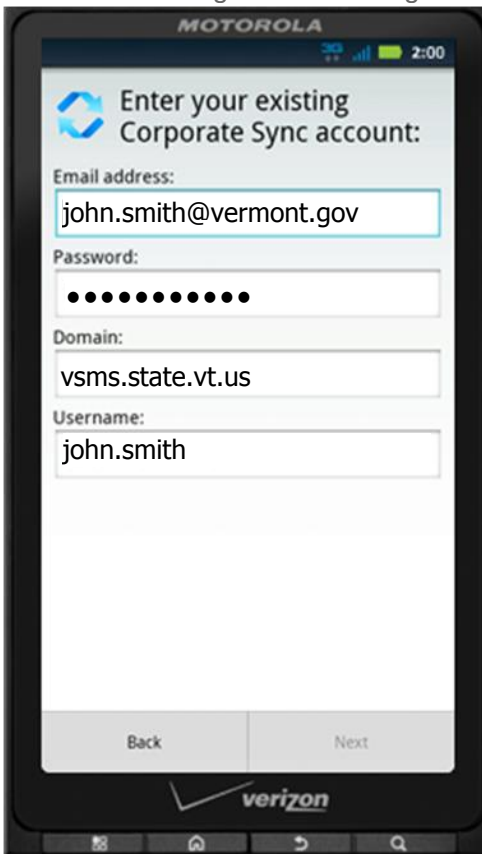 MOTOROLA
3G 2:00
Enter your existing
Corporate Sync account:
Email address:
john.smith@vermont.gov
Password:
●●●●●●●●●●●
Domain:
vsms.state.vt.us
Username:
john.smith
Back Next
verizon